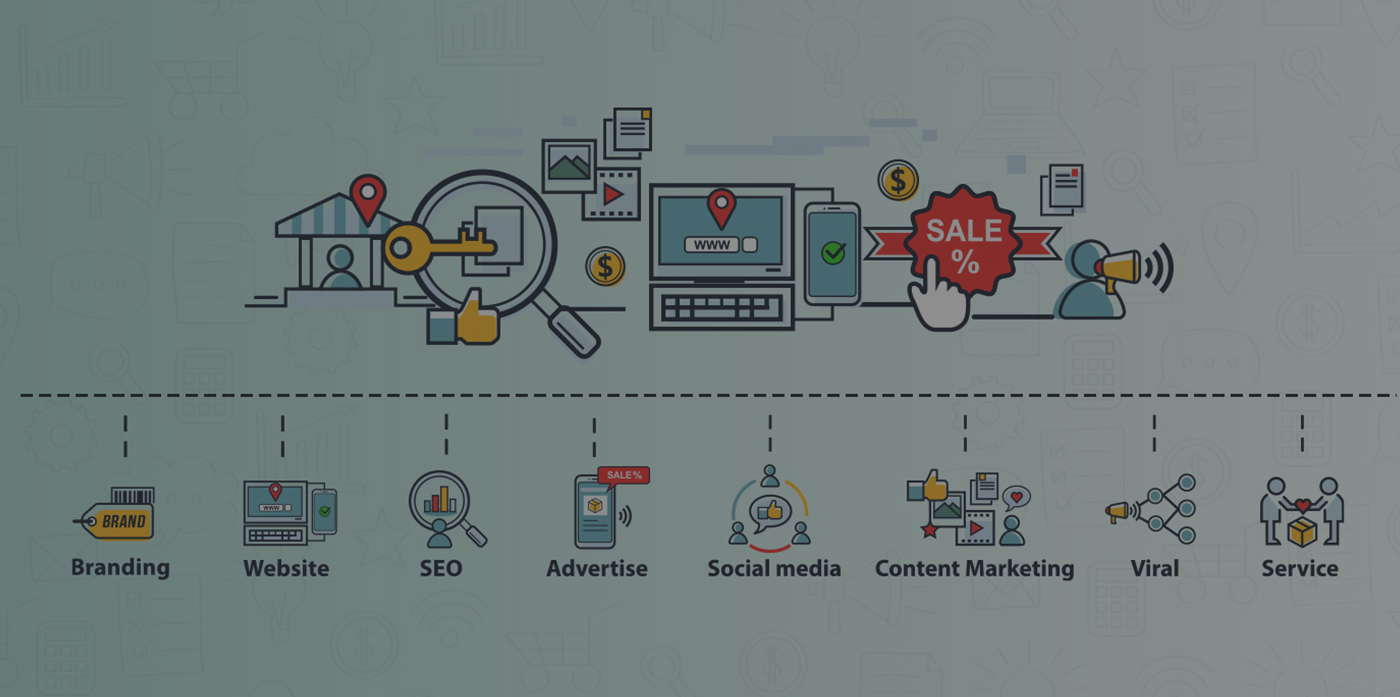 www
SALE
%
$
$
BRAND
www
SALE%
Branding
Website
SEO
Advertise
Social media
Content Marketing
Viral
Service